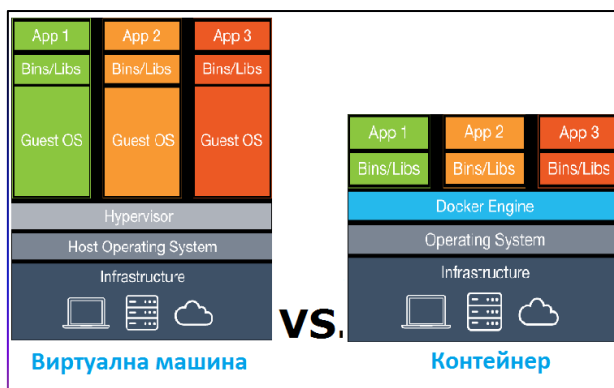 App 1 App 2 App 3
Bins/Libs Bins/Libs Bins/Libs
Guest OS Guest OS Guest OS
Hypervisor
Host Operating System
Infrastructure
Виртуална машина
VS.
App 1 App 2 App 3
Bins/Libs Bins/Libs Bins/Libs
Docker Engine
Operating System
Infrastructure
Контейнер